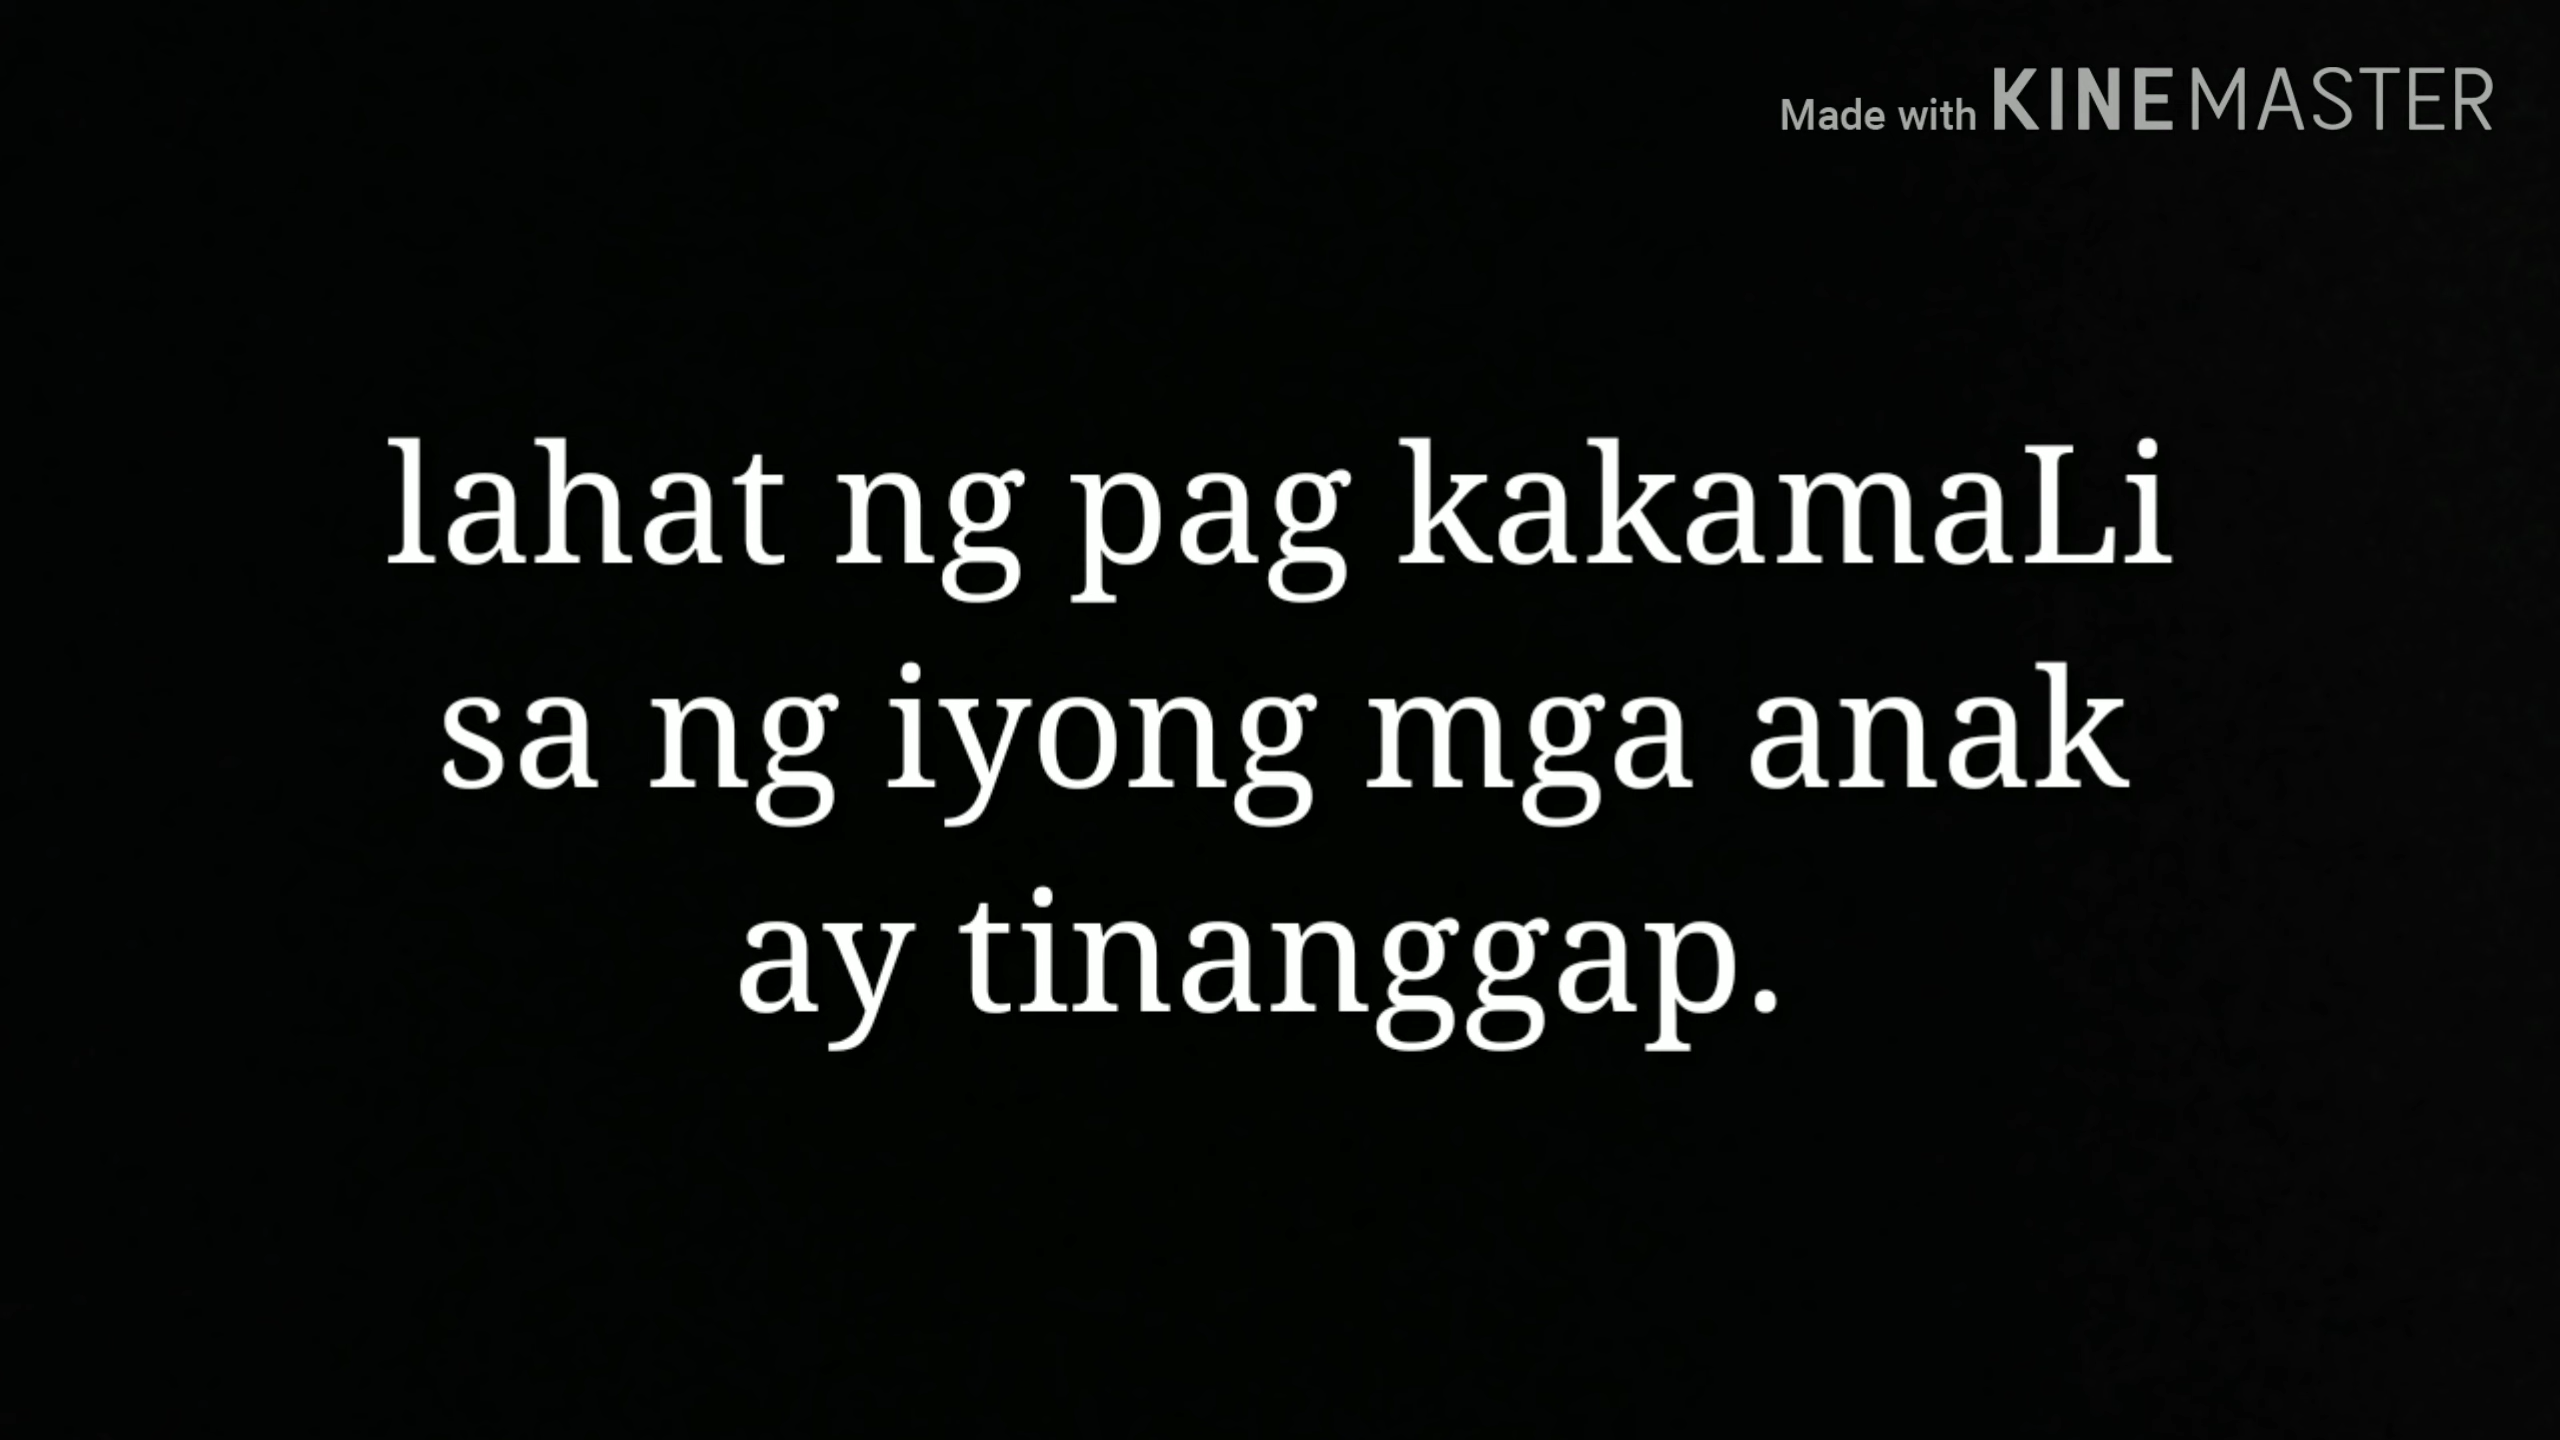 Made with KINEMASTER
lahat ng pag kakamaLi
sa ng iyong mga anak
ay tinanggap.